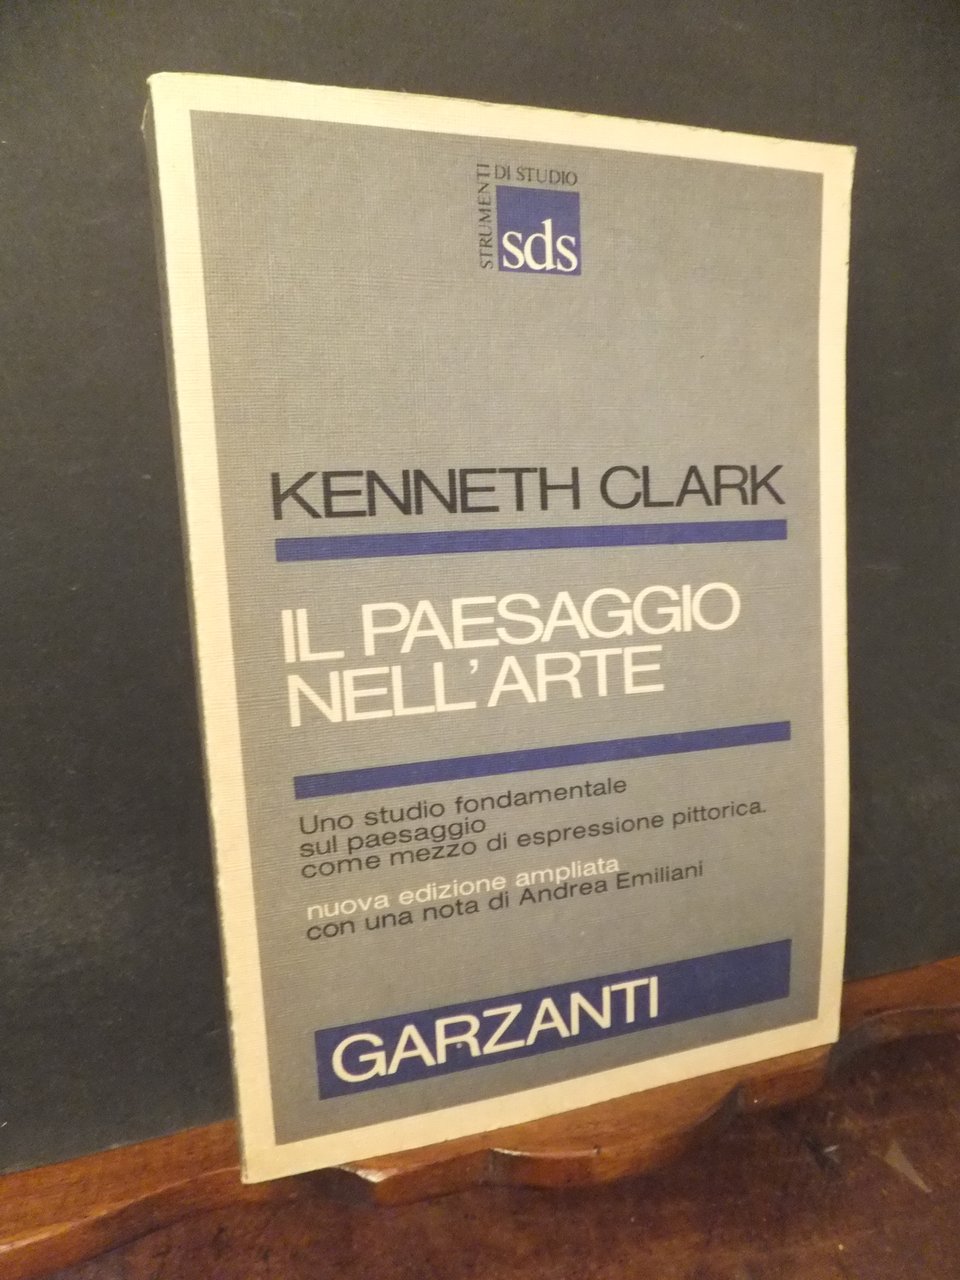 STRUMENTI
DI STUDIO
sds
KENNETH CLARK
IL PAESAGGIO
NELL'ARTE
Uno studio fondamentale
sul paesaggio
come mezzo di espressione pittorica.
nuova edizione ampliata
con una nota di Andrea Emiliani
GARZANTI